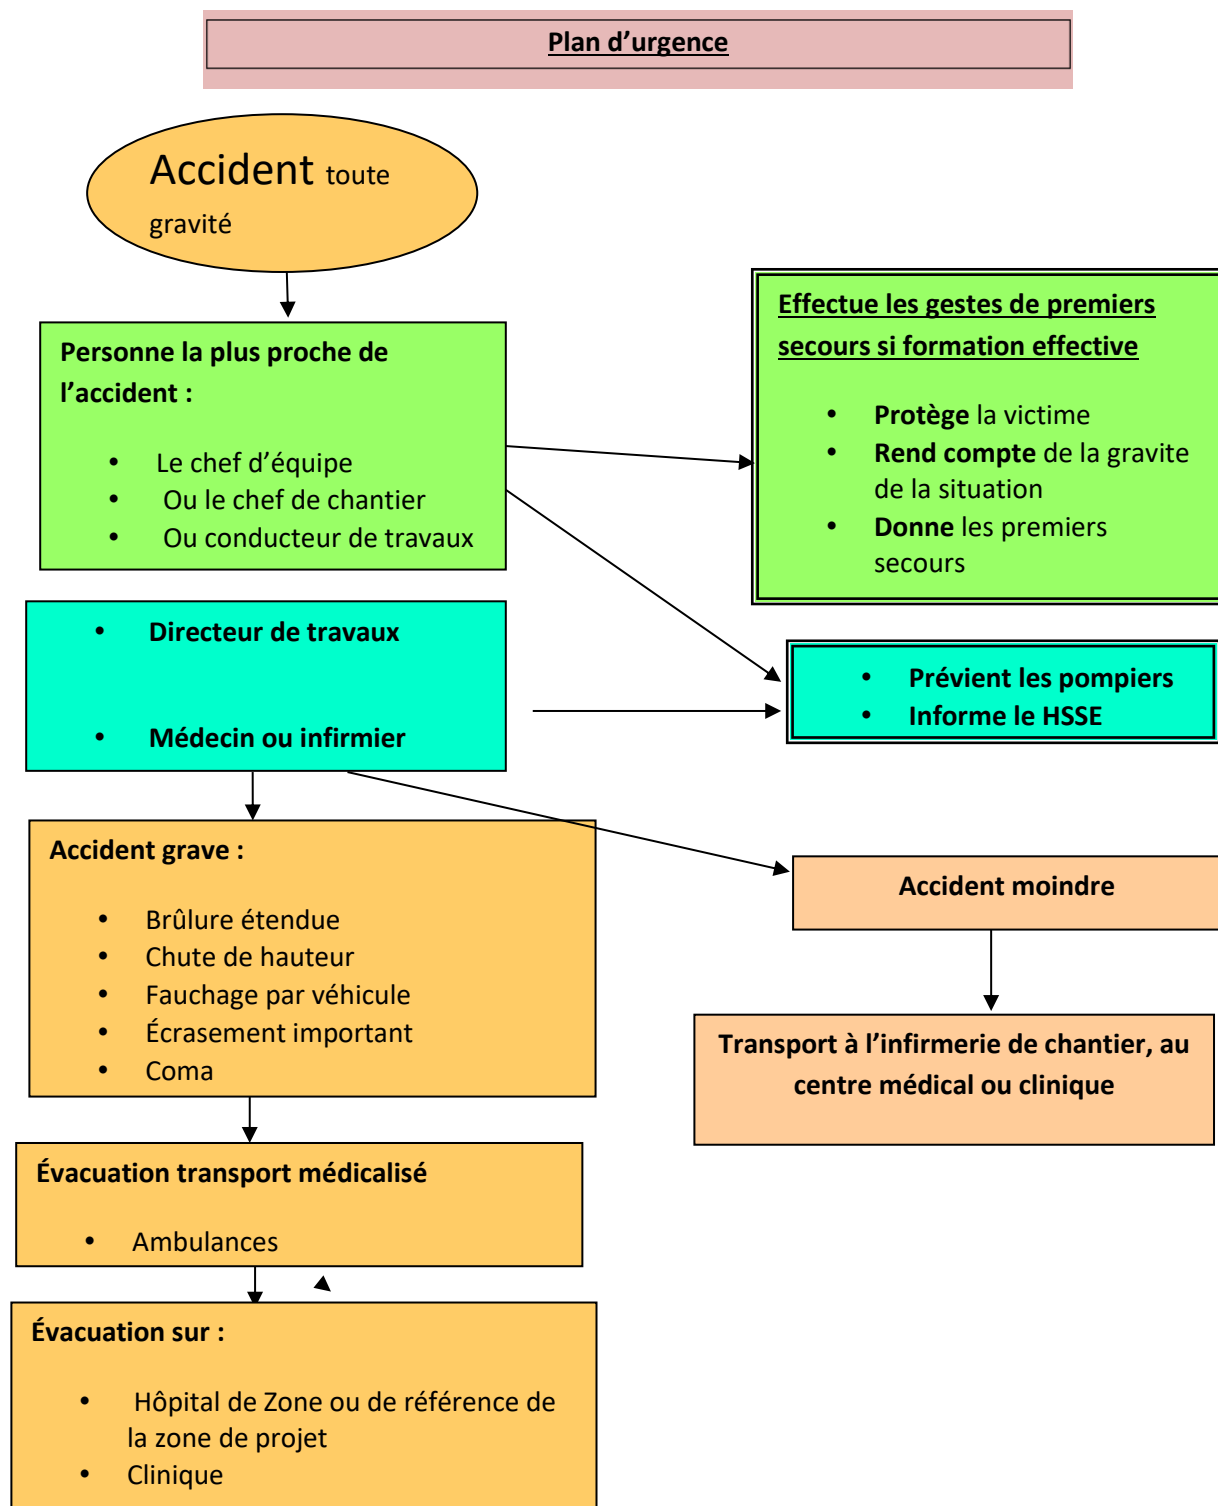 Plan d’urgence
Accident toute
gravité
Personne la plus proche de
l’accident :
• Le chef d’équipe
• Ou le chef de chantier
• Ou conducteur de travaux
Effectue les gestes de premiers
secours si formation effective
• Protège la victime
• Rend compte de la gravite
de la situation
• Donne les premiers
secours
• Directeur de travaux
• Médecin ou infirmier
• Prévient les pompiers
• Informe le HSSE
Accident grave :
• Brûlure étendue
• Chute de hauteur
• Fauchage par véhicule
• Écrasement important
• Coma
Accident moindre
Transport à l’infirmerie de chantier, au
centre médical ou clinique
Évacuation transport médicalisé
• Ambulances
Évacuation sur :
• Hôpital de Zone ou de référence de
la zone de projet
• Clinique